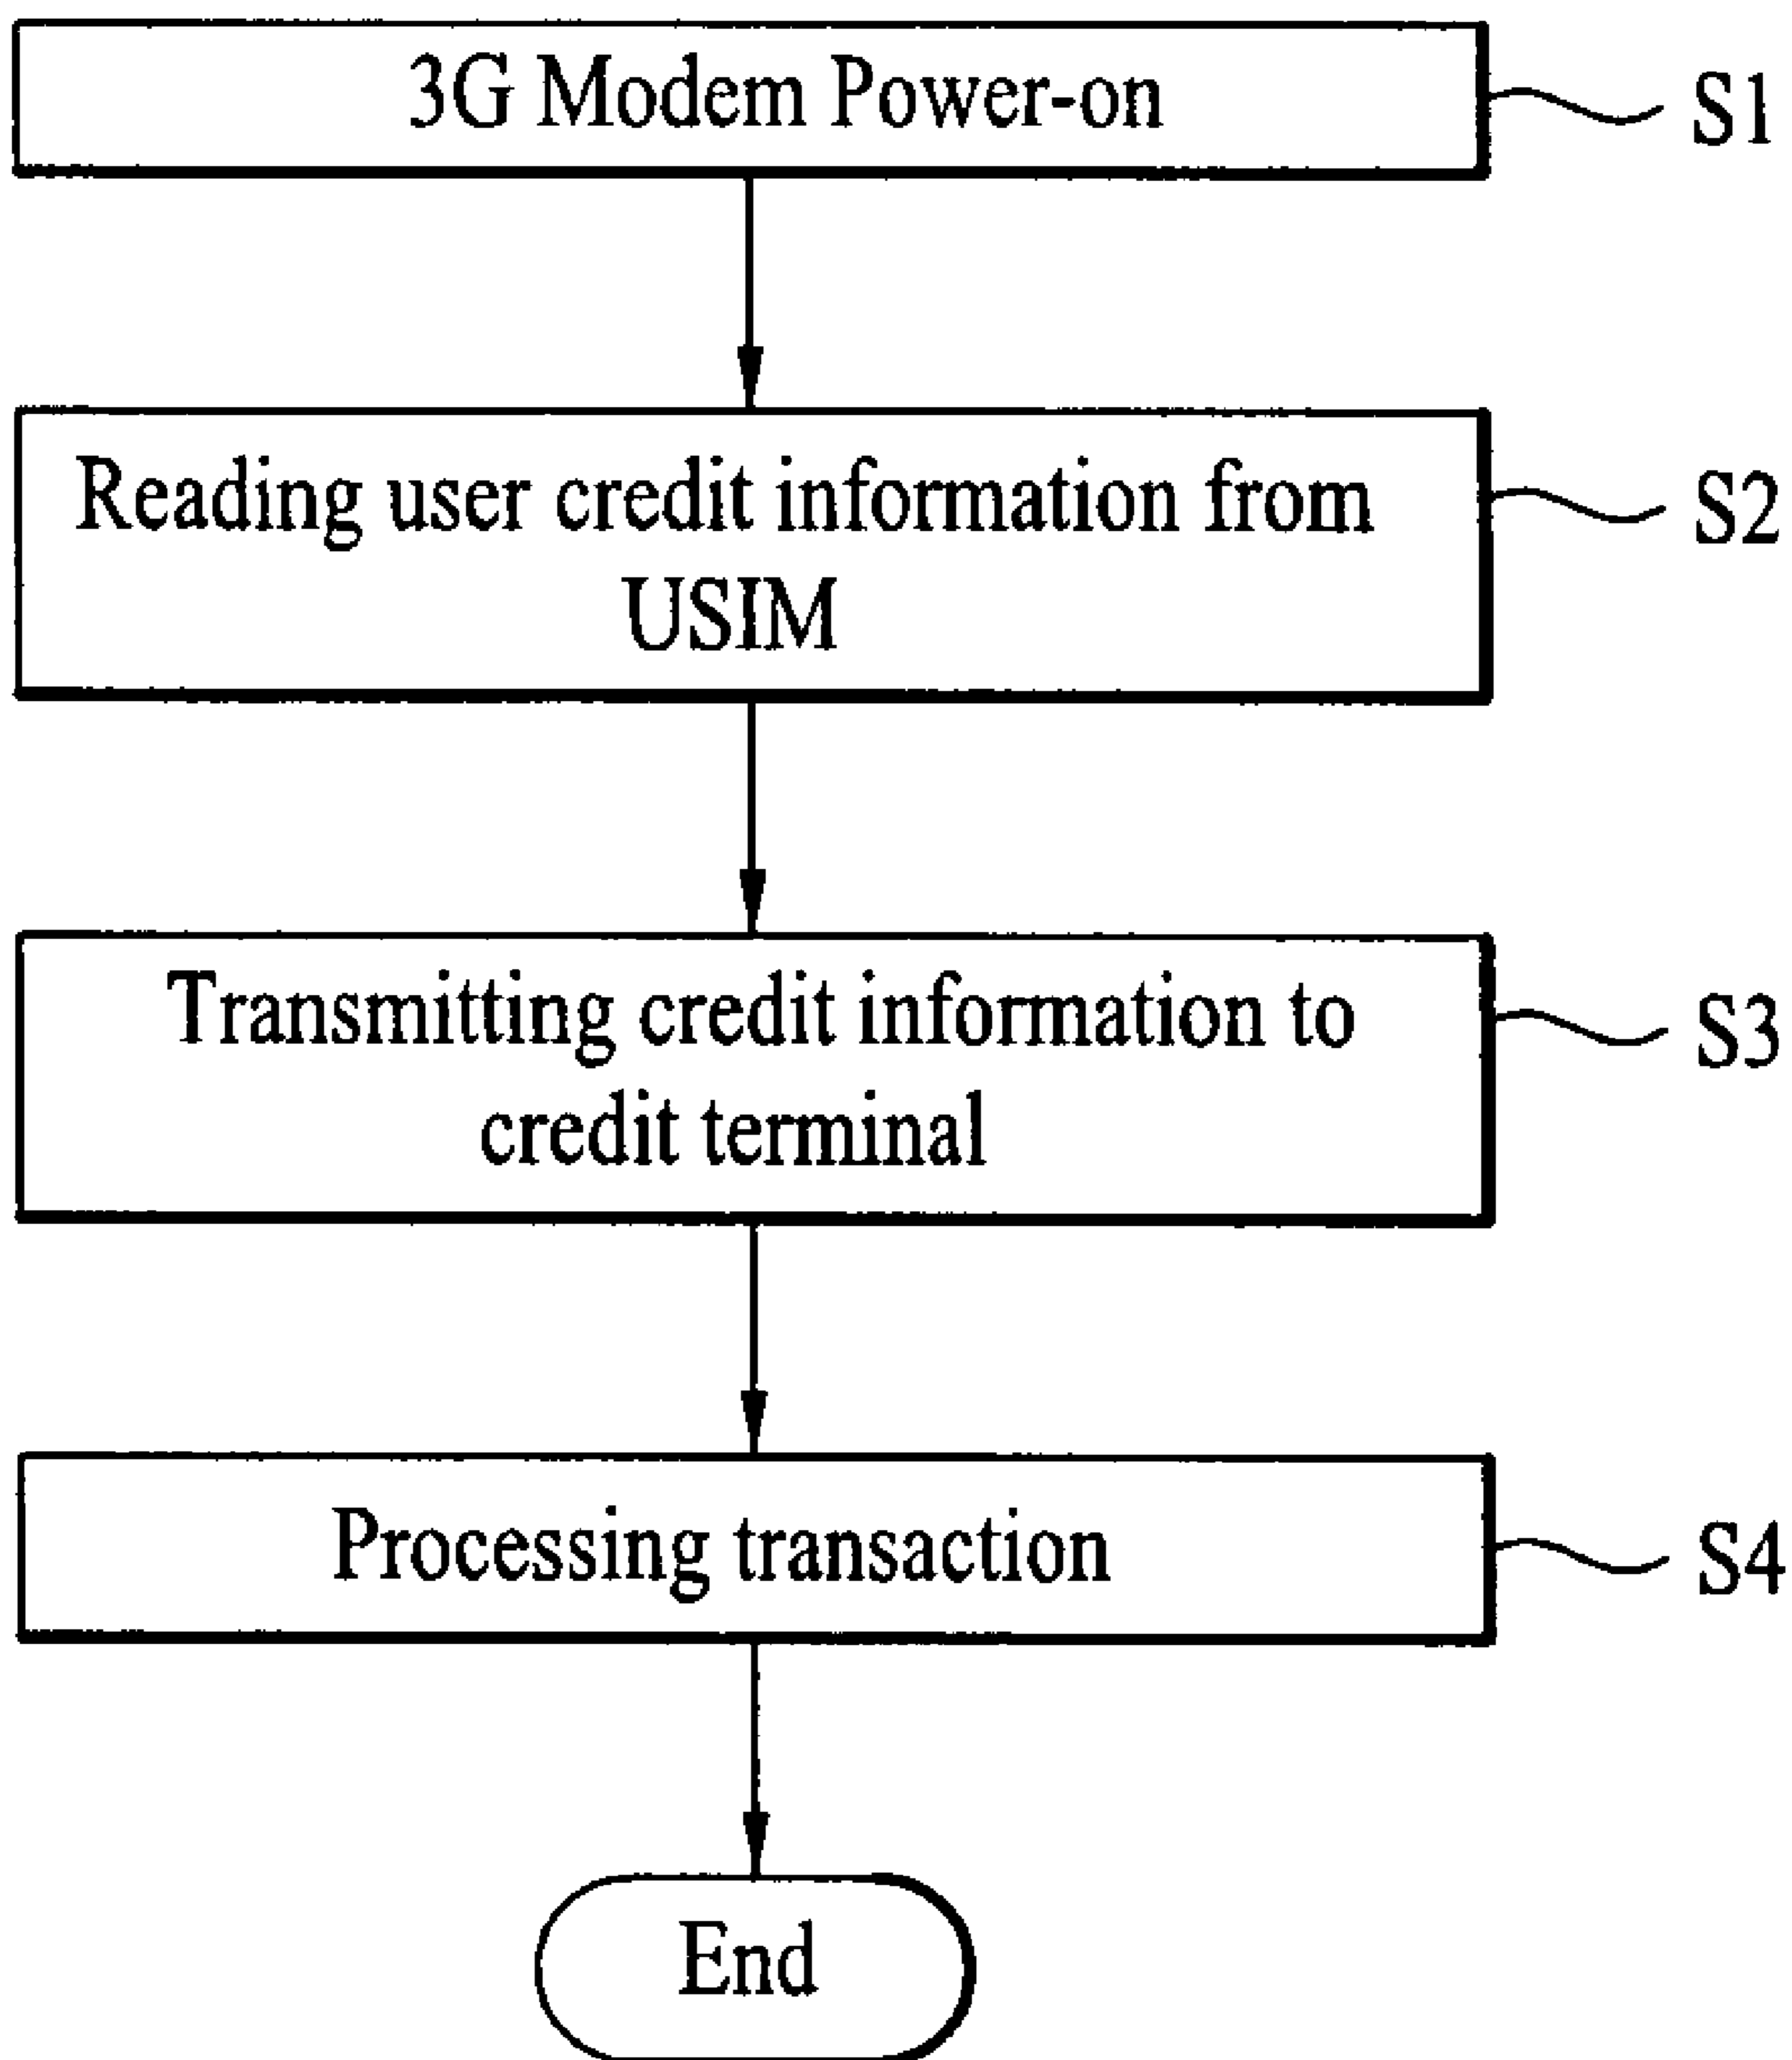 3G Modem Power-on
S1
Reading user credit information from
USIM
S2
Transmitting credit information to
credit terminal
S3
Processing transaction
S4
End